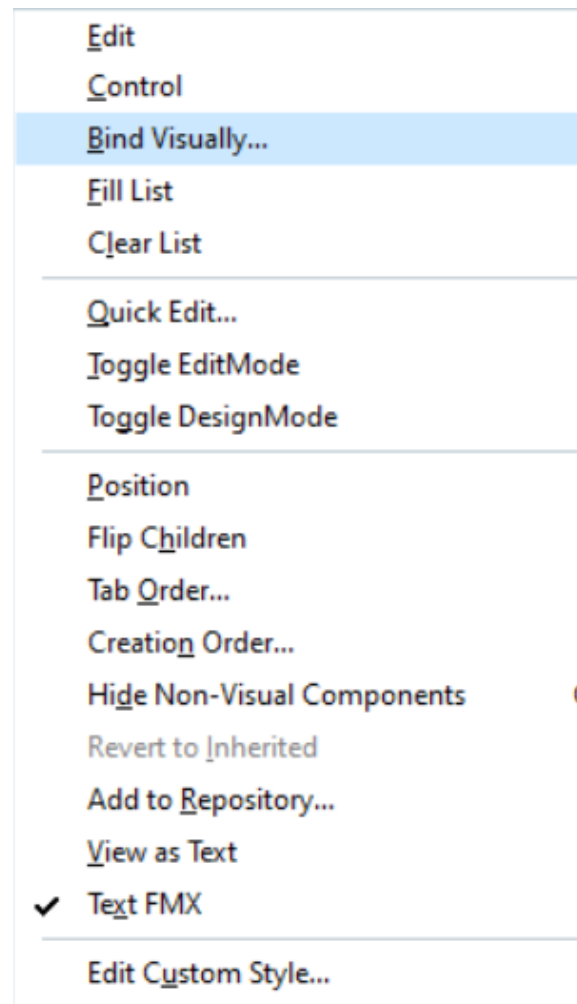 Edit
Control
Bind Visually...
Fill List
Clear List
Quick Edit...
Toggle EditMode
Toggle DesignMode
Position
Flip Children
Tab Order...
Creation Order...
Hide Non-Visual Components
Revert to Inherited
Add to Repository...
View as Text
Text FMX
Edit Custom Style...